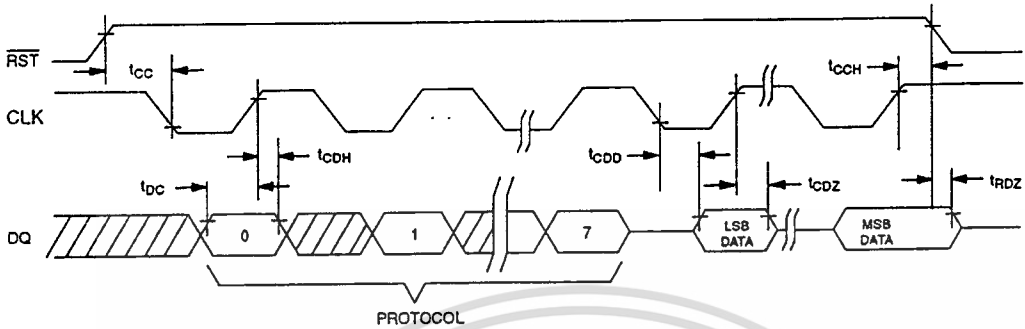 RST
tCC
tCCH
CLK
. .
tCDH
tCDD
tCDZ
tDC
tRDZ
DQ
0
1
7
LSB
DATA
MSB
DATA
PROTOCOL